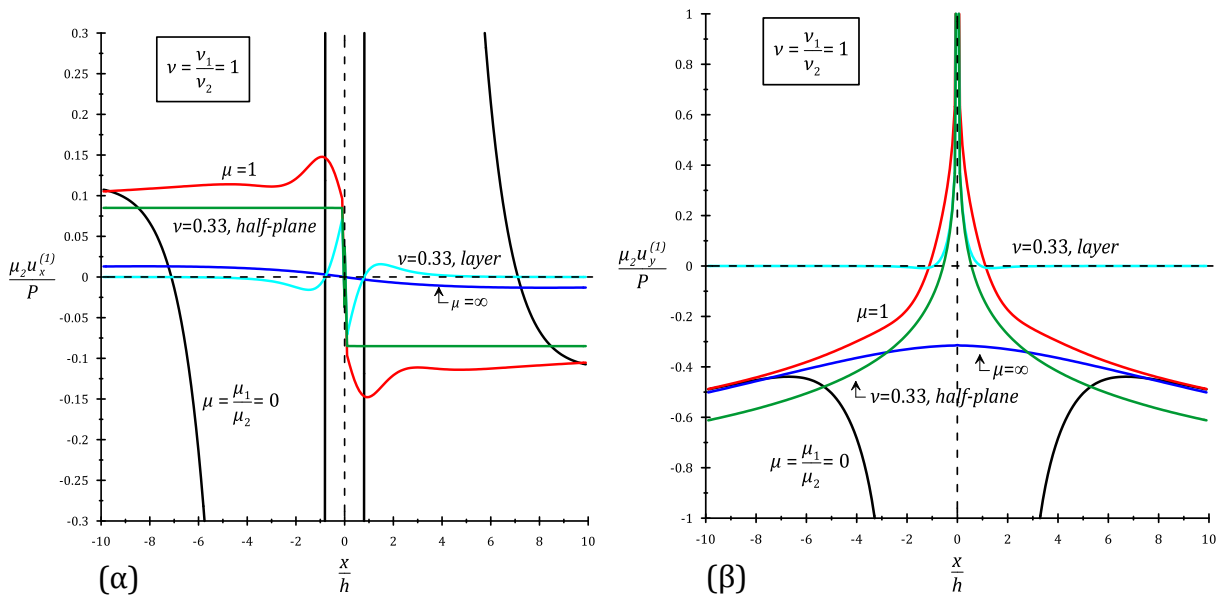 0.3
0.25
0.2
0.15
0.1
0.05
0
-0.05
-0.1
-0.15
-0.2
-0.25
-0.3
μ₂uₓ⁽¹⁾/P
ν = ν₁/ν₂ = 1
μ=1
ν=0.33, half-plane
ν=0.33, layer
μ=∞
μ = μ₁/μ₂ = 0
-10 -8 -6 -4 -2 0 2 4 6 8 10
x/h
(α)
1
0.8
0.6
0.4
0.2
0
-0.2
-0.4
-0.6
-0.8
-1
μ₂u_y⁽¹⁾/P
ν = ν₁/ν₂ = 1
ν=0.33, layer
μ=1
μ=∞
ν=0.33, half-plane
μ = μ₁/μ₂ = 0
-10 -8 -6 -4 -2 0 2 4 6 8 10
x/h
(β)